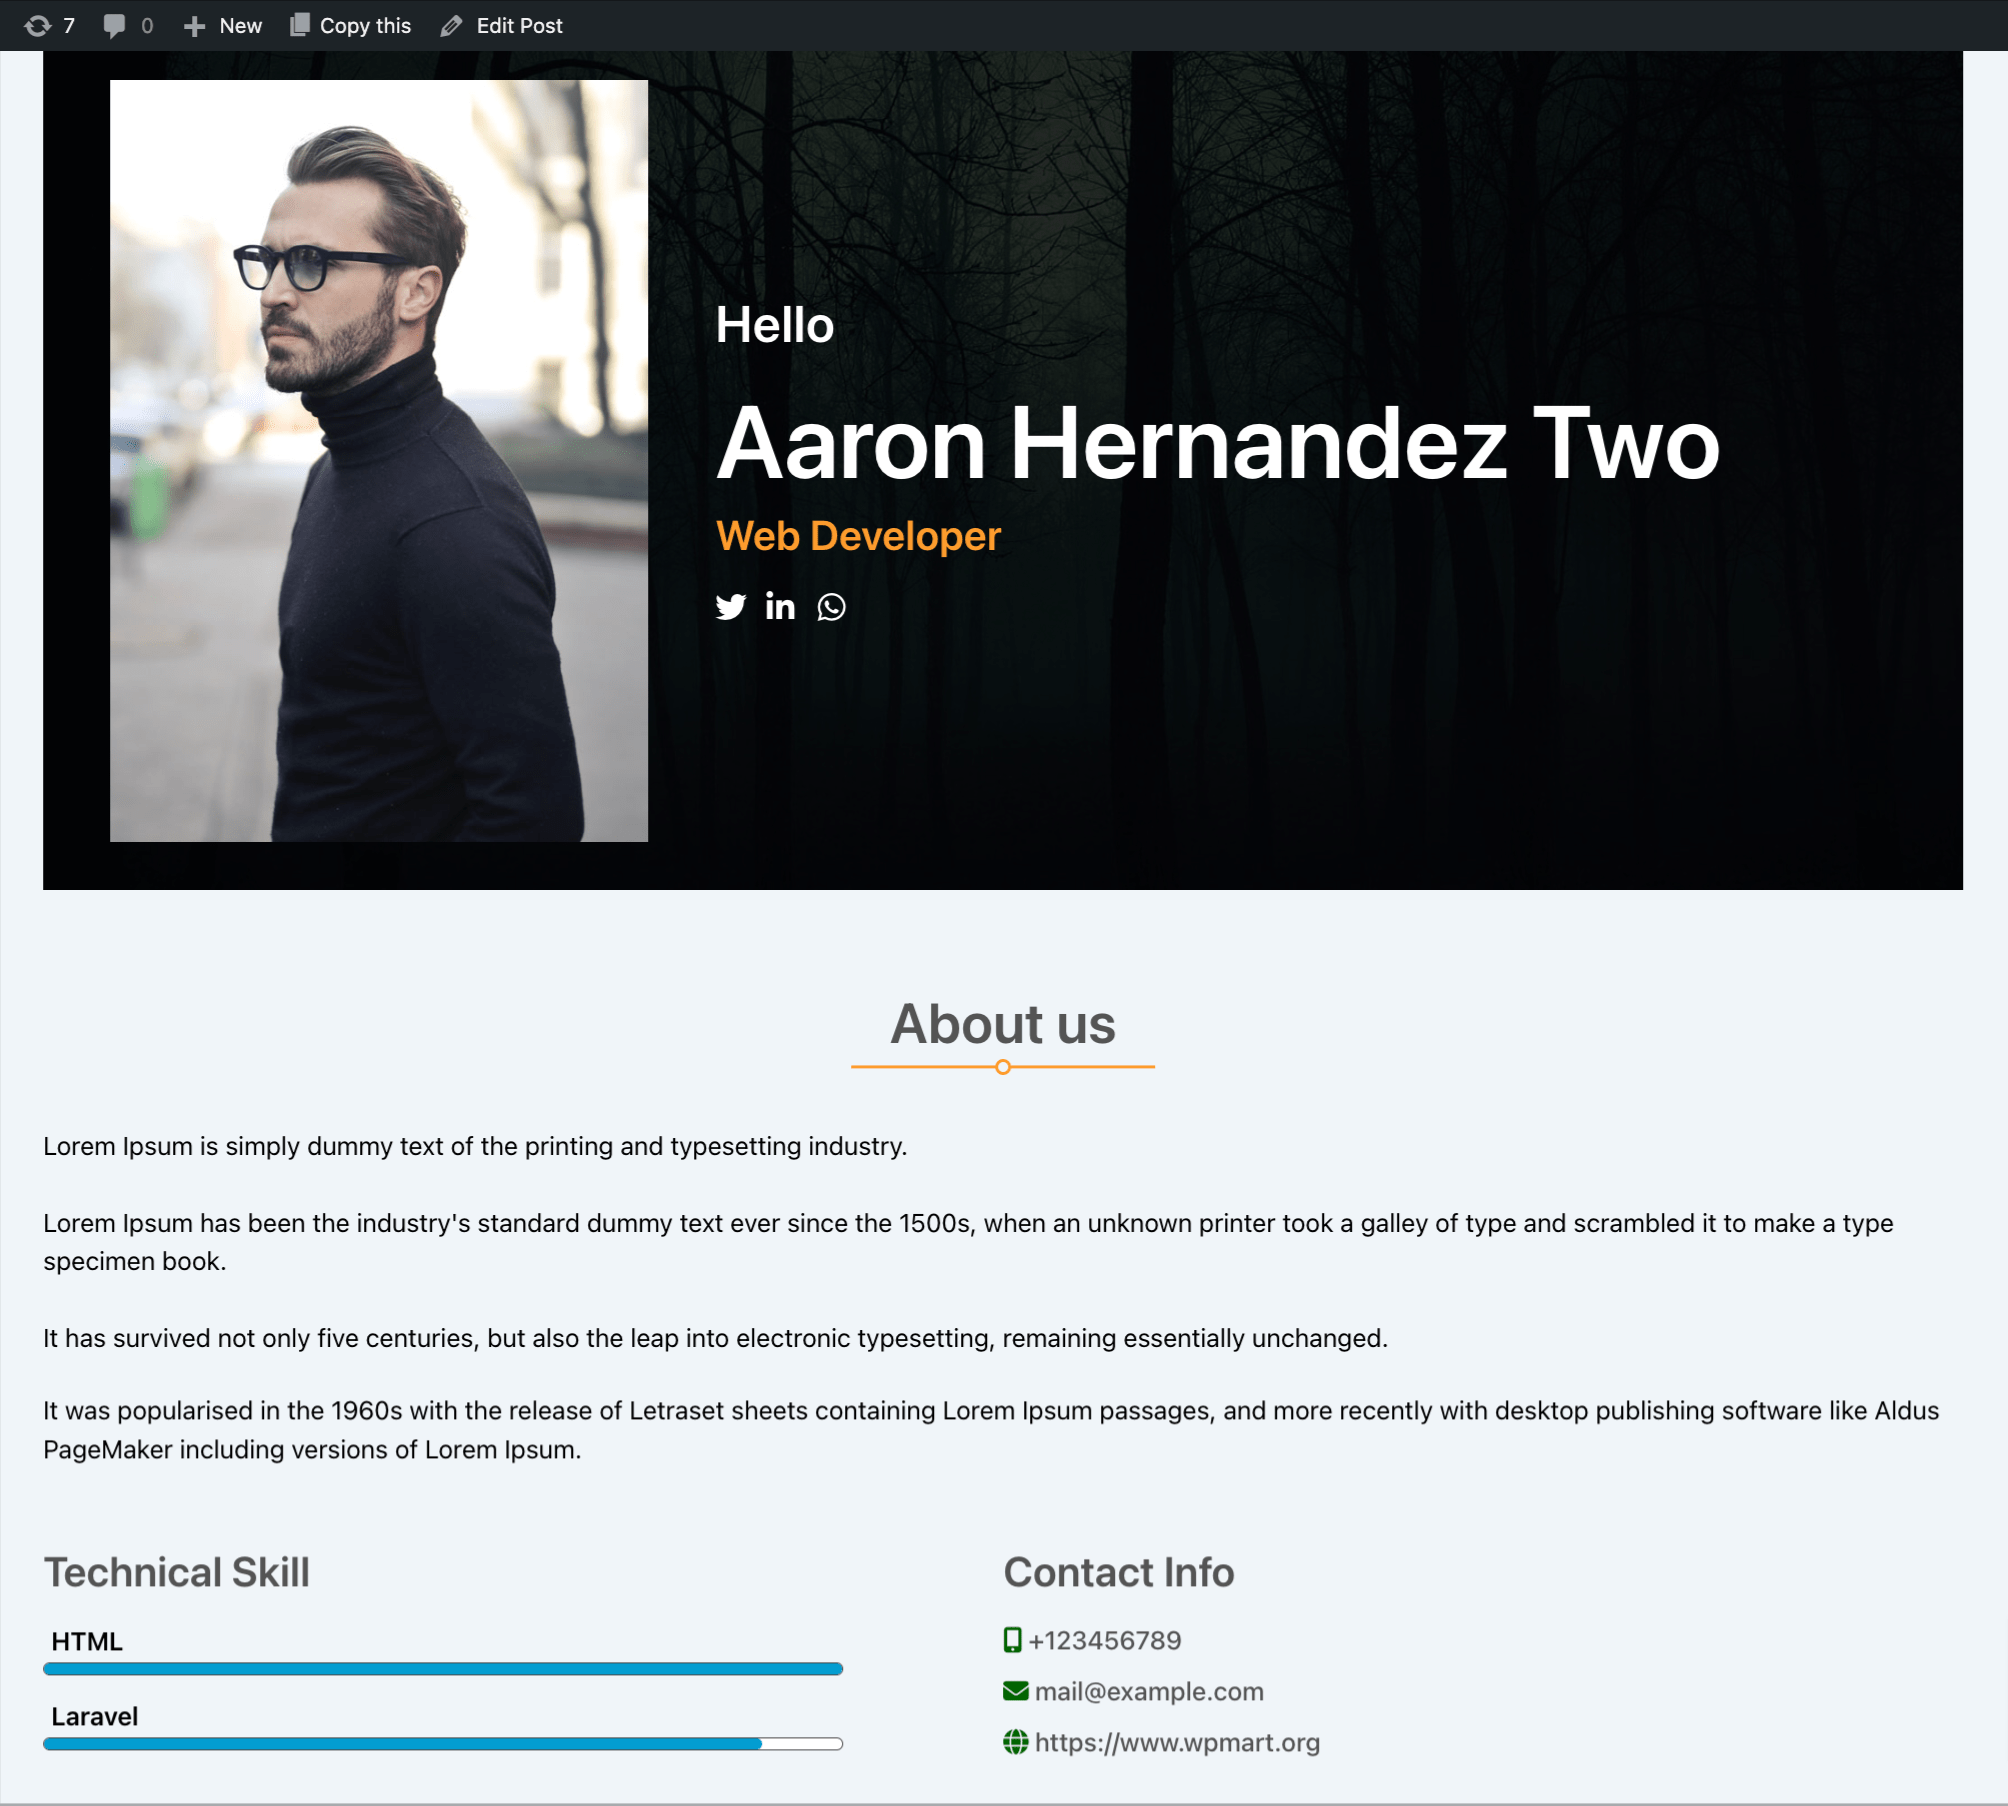 7 0 New Copy this Edit Post
Hello
Aaron Hernandez Two
Web Developer
in
About us
Lorem Ipsum is simply dummy text of the printing and typesetting industry.
Lorem Ipsum has been the industry's standard dummy text ever since the 1500s, when an unknown printer took a galley of type and scrambled it to make a type
specimen book.
It has survived not only five centuries, but also the leap into electronic typesetting, remaining essentially unchanged.
It was popularised in the 1960s with the release of Letraset sheets containing Lorem Ipsum passages, and more recently with desktop publishing software like Aldus
PageMaker including versions of Lorem Ipsum.
Technical Skill
HTML
Laravel
Contact Info
+123456789
mail@example.com
https://www.wpmart.org